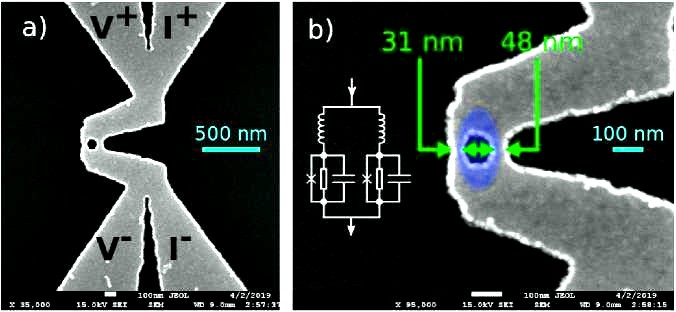 a)
V+ I+
500 nm
V- I-
100nm JEOL 4/2/2019
X 35,000 15.0kV SEI SEM WD 9.0mm 2:57:37
b)
31 nm 48 nm
100 nm
100nm JEOL 4/2/2019
X 95,000 15.0kV SEI SEM WD 9.0mm 2:58:15